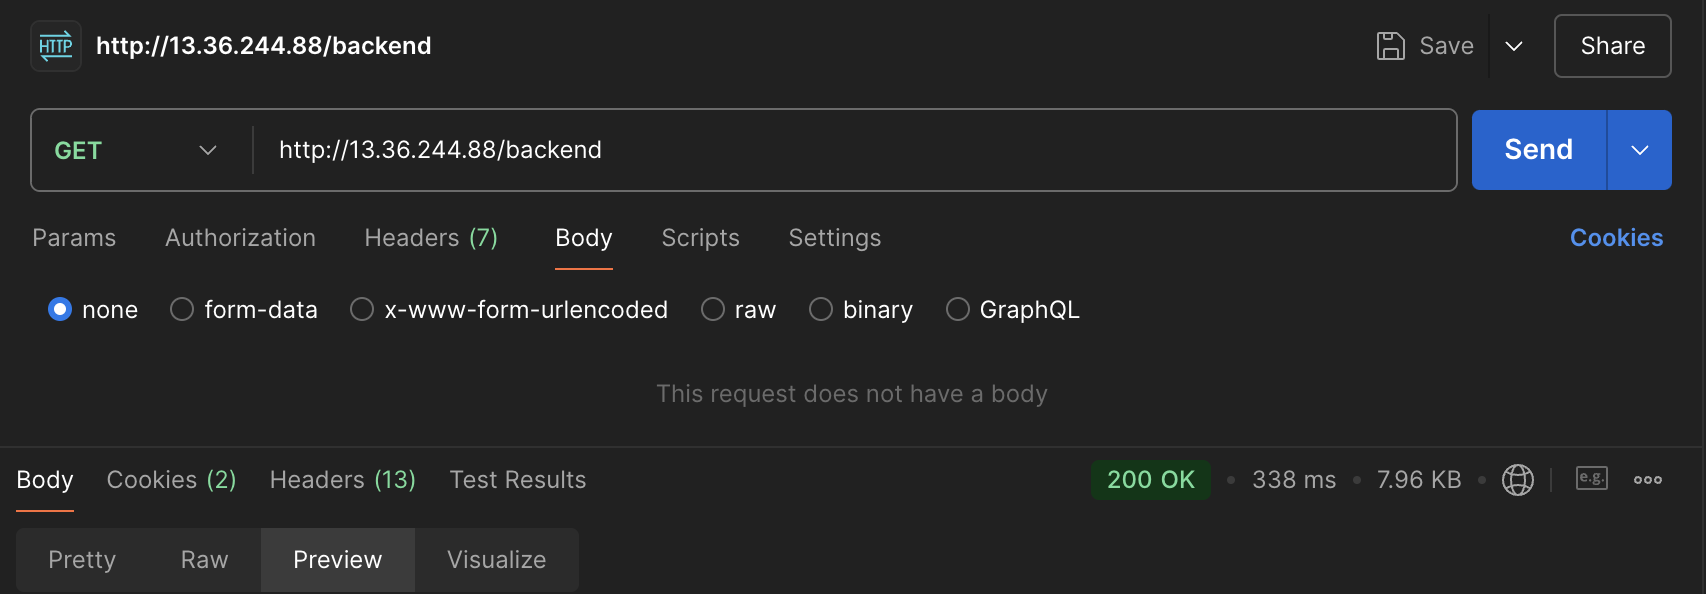 HTTP http://13.36.244.88/backend Save Share
GET http://13.36.244.88/backend Send
Params Authorization Headers (7) Body Scripts Settings Cookies
none form-data x-www-form-urlencoded raw binary GraphQL
This request does not have a body
Body Cookies (2) Headers (13) Test Results 200 OK • 338 ms • 7.96 KB • e.g.
Pretty Raw Preview Visualize